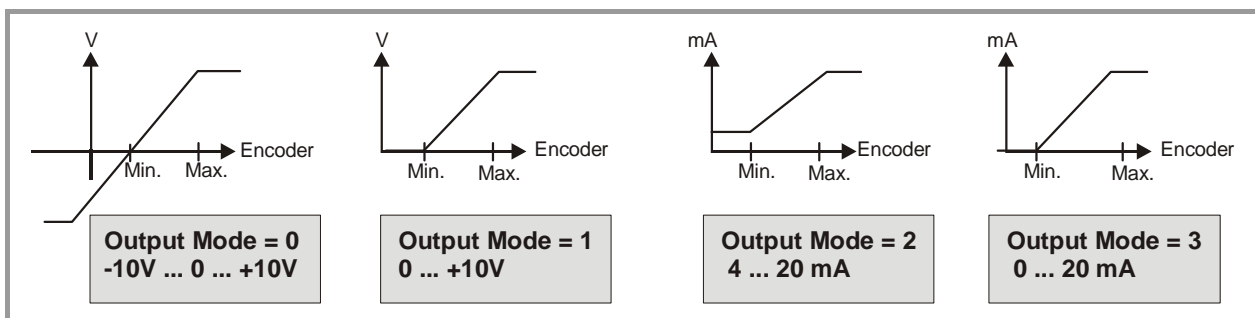 V
Encoder
Min.
Max.
Output Mode = 0
-10V ... 0 ... +10V
V
Encoder
Min.
Max.
Output Mode = 1
0 ... +10V
mA
Encoder
Min.
Max.
Output Mode = 2
4 ... 20 mA
mA
Encoder
Min.
Max.
Output Mode = 3
0 ... 20 mA